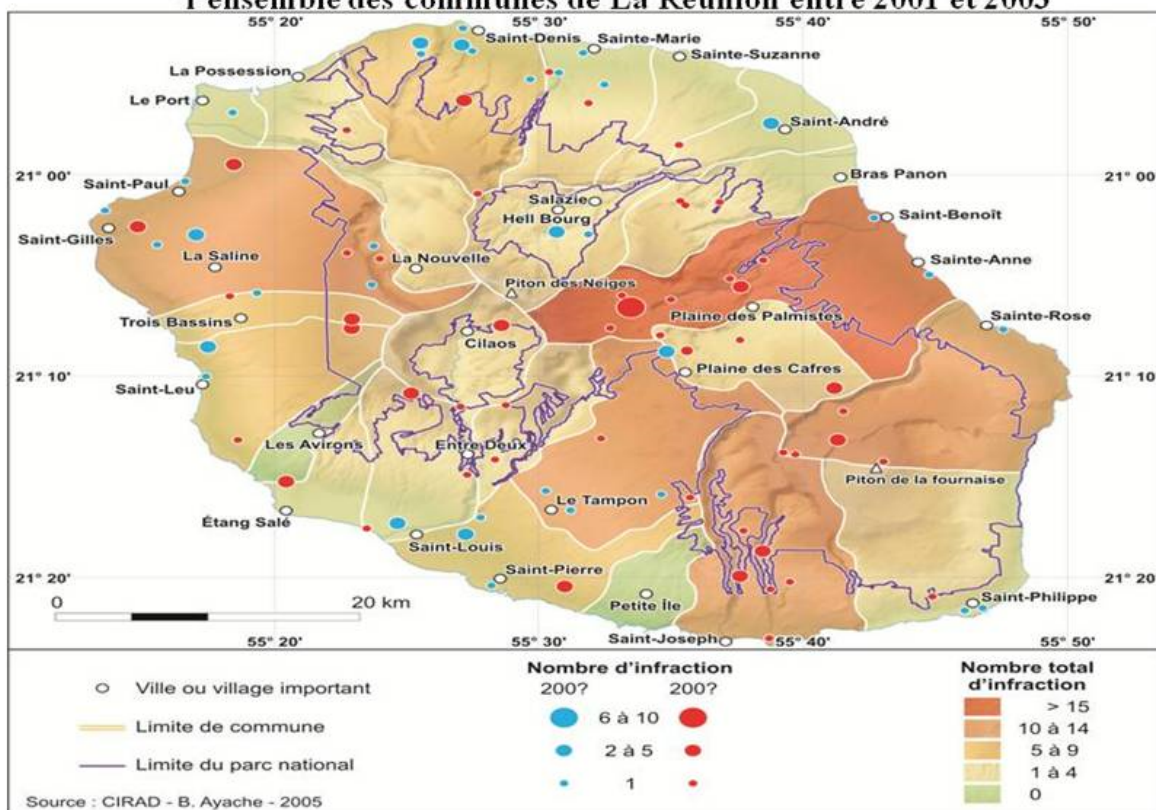 l'ensemble des communes de La Réunion entre 2001 et 2003
55° 20' 55° 30' 55° 40' 55° 50'
Saint-Denis
Sainte-Marie
Sainte-Suzanne
La Possession
Le Port
Saint-André
21° 00' 21° 00'
Bras Panon
Saint-Paul
Salazie
Hell Bourg
Saint-Benoît
Saint-Gilles
La Saline
La Nouvelle
Sainte-Anne
Piton des Neiges
Trois Bassins
Plaine des Palmistes
Sainte-Rose
Cilaos
21° 10' 21° 10'
Saint-Leu
Plaine des Cafres
Les Avirons
Entre Deux
Piton de la fournaise
Étang Salé
Le Tampon
Saint-Louis
21° 20' 21° 20'
Saint-Pierre
Petite Île
Saint-Philippe
0 20 km
Saint-Joseph
55° 20' 55° 30' 55° 40' 55° 50'
Ville ou village important
Limite de commune
Limite du parc national
Source : CIRAD - B. Ayache - 2005
Nombre d'infraction
200? 200?
6 à 10
2 à 5
1
Nombre total
d'infraction
> 15
10 à 14
5 à 9
1 à 4
0